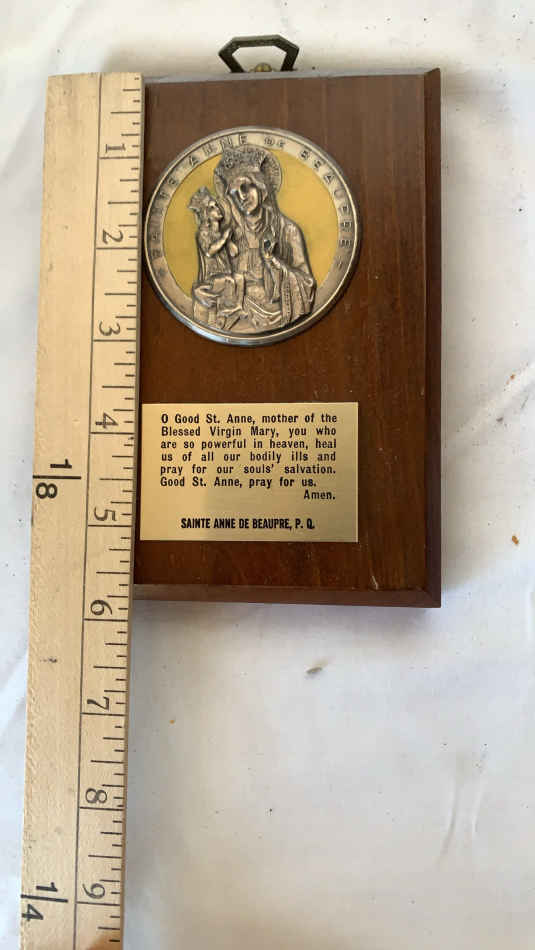 SAINTE ANNE DE BEAUPRÉ
O Good St. Anne, mother of the
Blessed Virgin Mary, you who
are so powerful in heaven, heal
us of all our bodily ills and
pray for our souls' salvation.
Good St. Anne, pray for us.
Amen.
SAINTE ANNE DE BEAUPRE, P. Q.
1
2
3
4
5
6
7
8
9
1/8
1/4